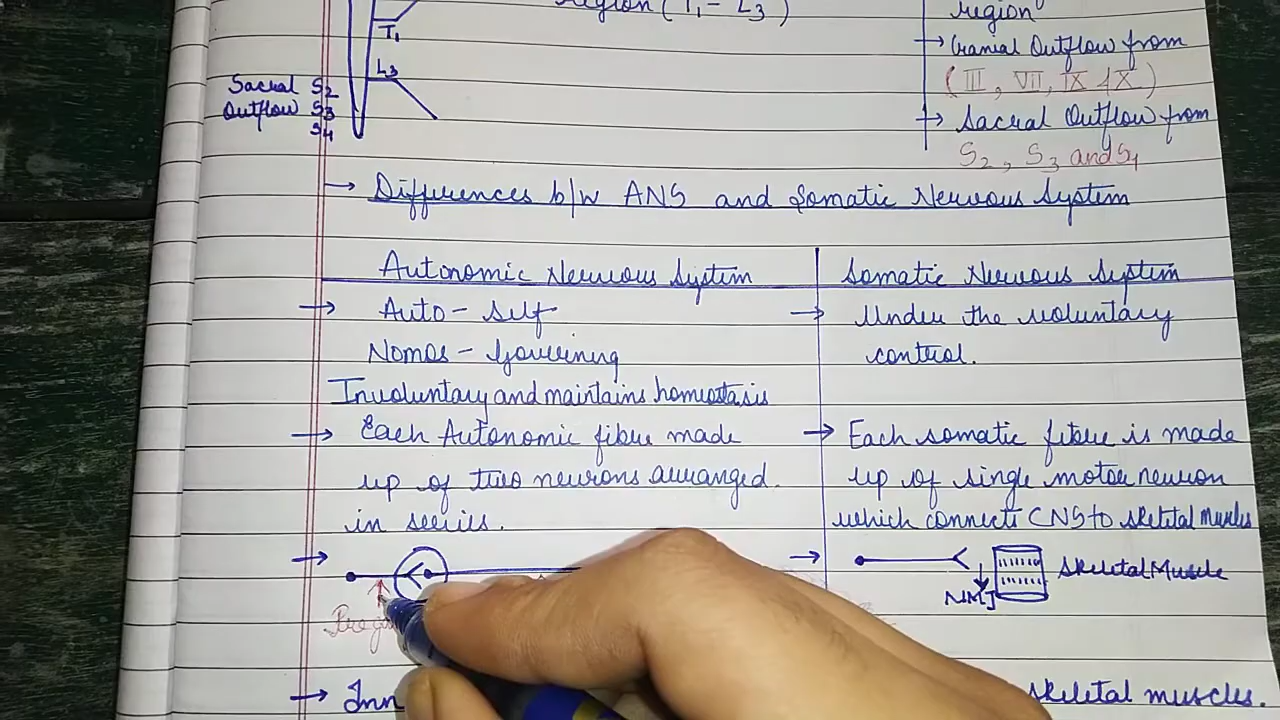 Region (T1 - L3)
region
T1
→ Cranial Outflow from
(III, VII, IX & X)
L3
Sacral S2
Outflow S3
S4
→ Sacral Outflow from
S2, S3 and S4
→ Differences b/w ANS and Somatic Nervous System
Autonomic Nervous System
Somatic Nervous System
→ Auto - Self
Nomos - Governing
Involuntary and maintains homeostasis
→ Under the voluntary
control.
→ Each Autonomic fibre made
up of two neurons arranged
in series.
→ Each somatic fibre is made
up of single motor neuron
which connects CNS to skeletal muscles
→
→ Skeletal Muscle
NMJ
→ Inn
skeletal muscles.